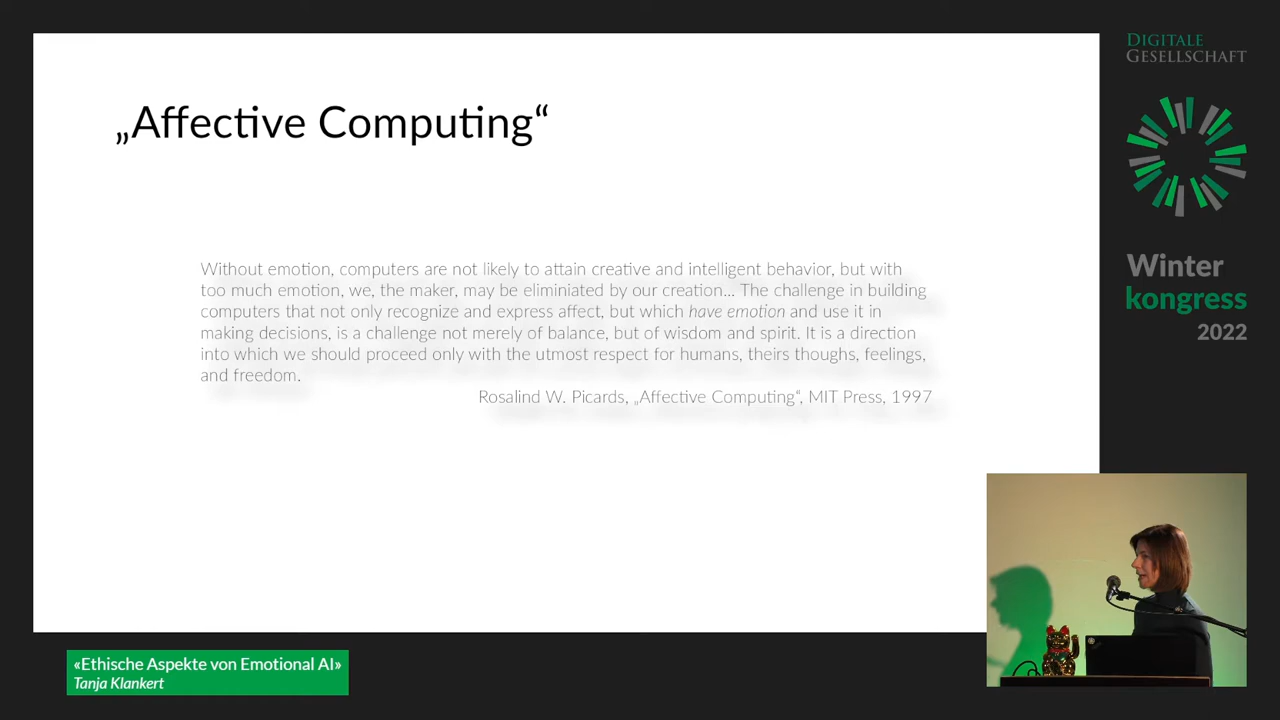 „Affective Computing“
Without emotion, computers are not likely to attain creative and intelligent behavior, but with
too much emotion, we, the maker, may be eliminiated by our creation... The challenge in building
computers that not only recognize and express affect, but which have emotion and use it in
making decisions, is a challenge not merely of balance, but of wisdom and spirit. It is a direction
into which we should proceed only with the utmost respect for humans, theirs thoughs, feelings,
and freedom.
Rosalind W. Picards, „Affective Computing“, MIT Press, 1997
DIGITALE
GESELLSCHAFT
Winter
kongress
2022
«Ethische Aspekte von Emotional AI»
Tanja Klankert